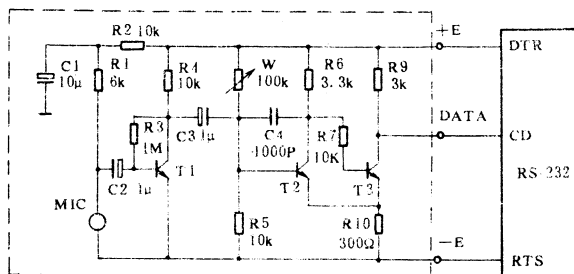 R2 10k
+E
DTR
C1
10μ
R1
6k
R4
10k
W
100k
R6
3.3k
R9
3k
DATA
CD
R3
1M
C3
1μ
C4
4000P
R7
10K
C2
1μ
T1
T2
T3
RS-232
MIC
R5
10k
R10
300Ω
-E
RTS